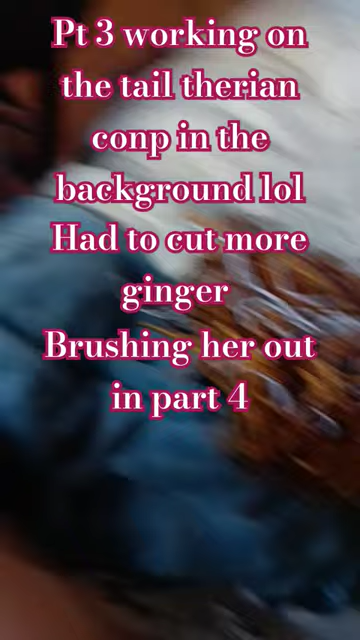 Pt 3 working on
the tail therian
conp in the
background lol
Had to cut more
ginger
Brushing her out
in part 4